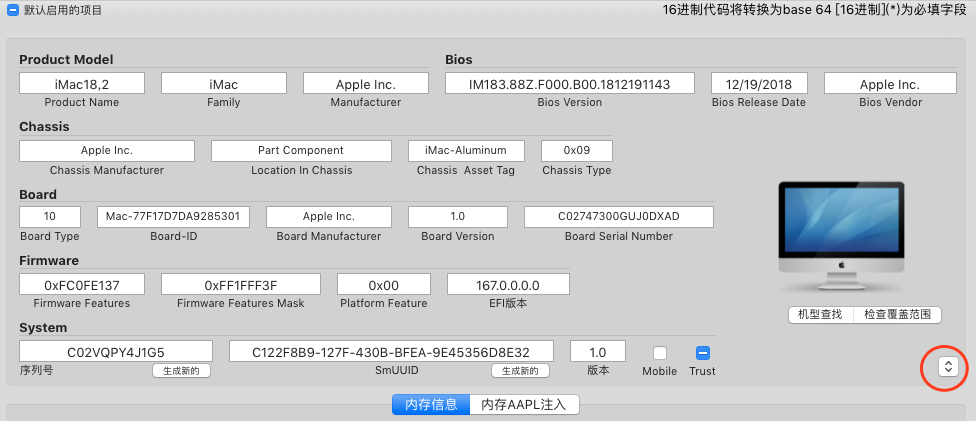 默认启用的项目
16进制代码将转换为base 64 [16进制](*)为必填字段
Product Model
Bios
iMac18,2
iMac
Apple Inc.
IM183.88Z.F000.B00.1812191143
12/19/2018
Apple Inc.
Product Name
Family
Manufacturer
Bios Version
Bios Release Date
Bios Vendor
Chassis
Apple Inc.
Part Component
iMac-Aluminum
0x09
Chassis Manufacturer
Location In Chassis
Chassis Asset Tag
Chassis Type
Board
10
Mac-77F17D7DA9285301
Apple Inc.
1.0
C02747300GUJ0DXAD
Board Type
Board-ID
Board Manufacturer
Board Version
Board Serial Number
Firmware
0xFC0FE137
0xFF1FFF3F
0x00
167.0.0.0.0
Firmware Features
Firmware Features Mask
Platform Feature
EFI版本
机型查找
检查覆盖范围
System
C02VQPY4J1G5
C122F8B9-127F-430B-BFEA-9E45356D8E32
1.0
序列号
生成新的
SmUUID
生成新的
版本
Mobile
Trust
内存信息
内存AAPL注入